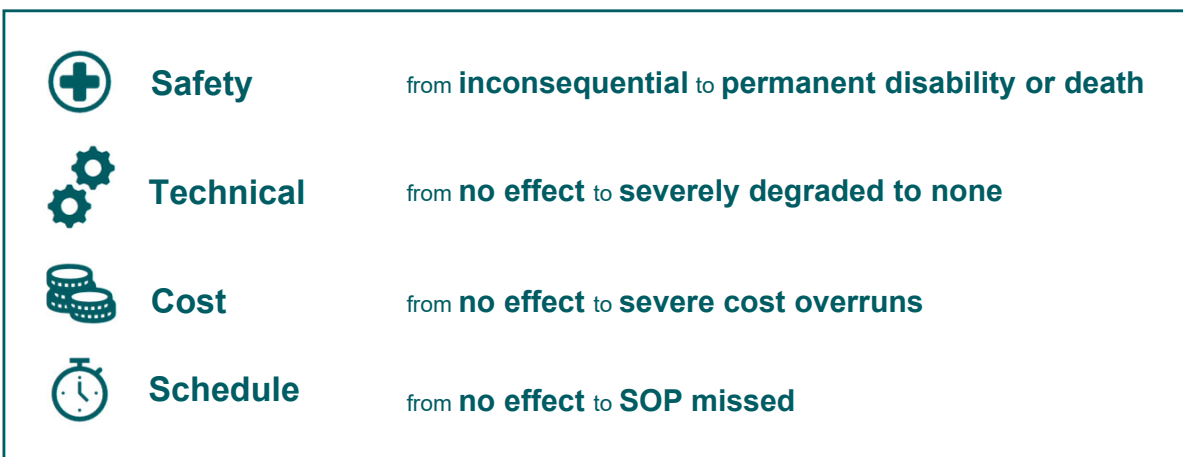 Safety from inconsequential to permanent disability or death
Technical from no effect to severely degraded to none
Cost from no effect to severe cost overruns
Schedule from no effect to SOP missed